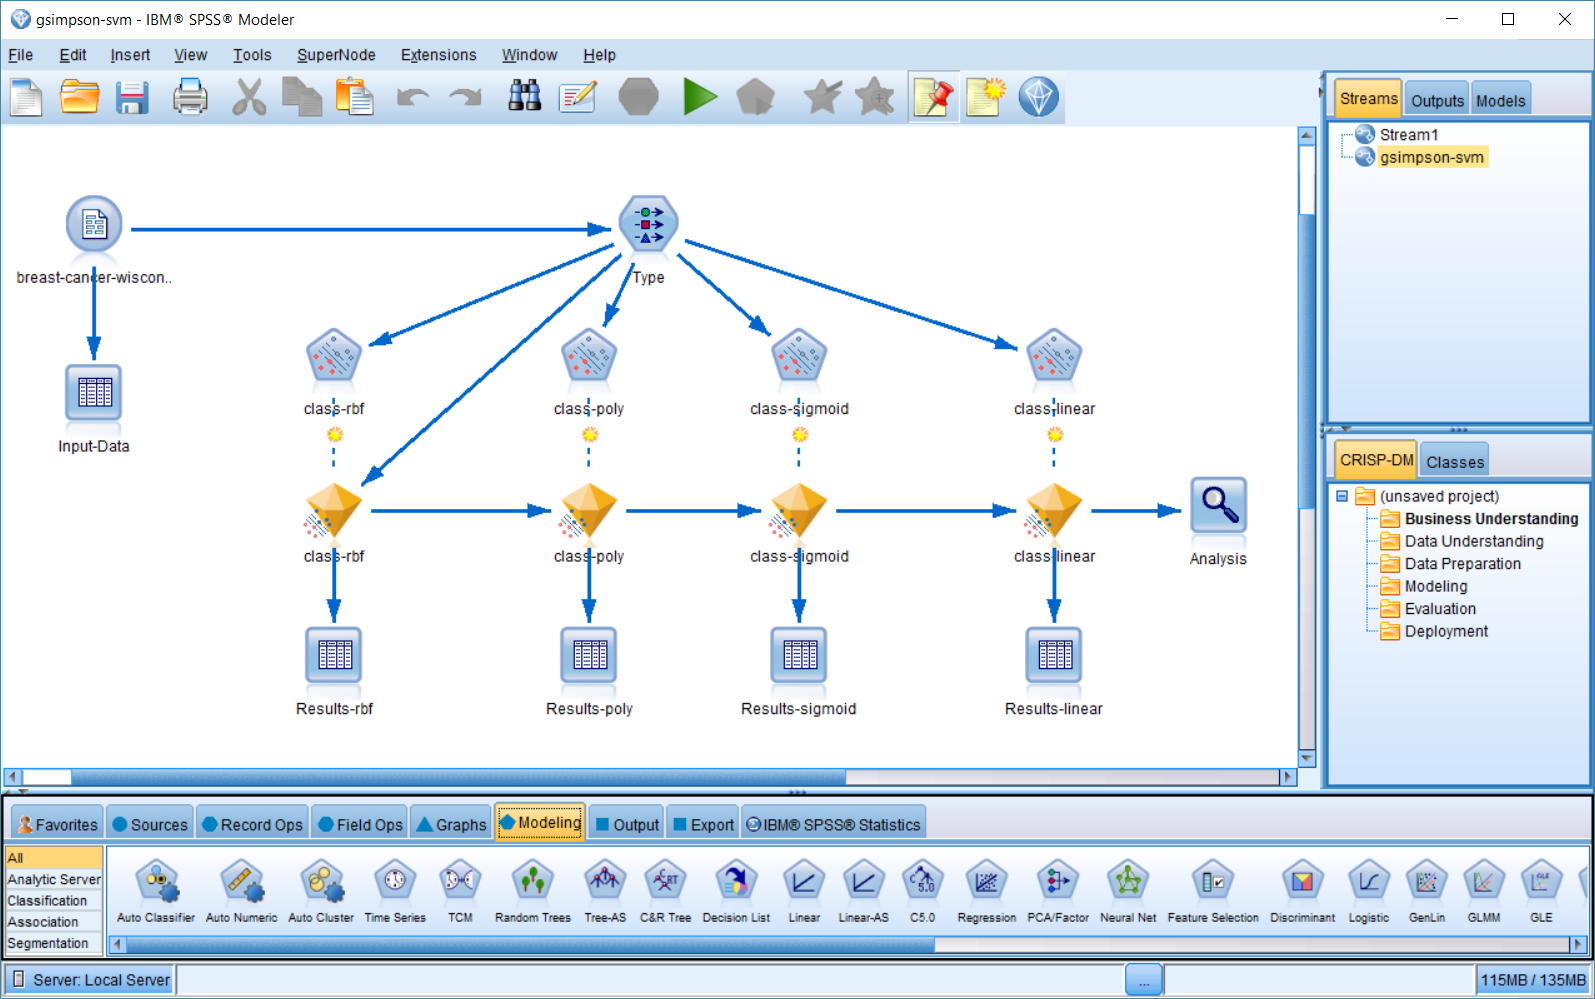 gsimpson-svm - IBM® SPSS® Modeler
File Edit Insert View Tools SuperNode Extensions Window Help
Streams Outputs Models
Stream1
gsimpson-svm
breast-cancer-wiscon..
Type
Input-Data
class-rbf class-poly class-sigmoid class-linear
class-rbf class-poly class-sigmoid class-linear
Analysis
Results-rbf Results-poly Results-sigmoid Results-linear
CRISP-DM Classes
(unsaved project)
Business Understanding
Data Understanding
Data Preparation
Modeling
Evaluation
Deployment
Favorites Sources Record Ops Field Ops Graphs Modeling Output Export IBM® SPSS® Statistics
All
Analytic Server
Classification
Association
Segmentation
CRT 5.0 GLE
Auto Classifier Auto Numeric Auto Cluster Time Series TCM Random Trees Tree-AS C&R Tree Decision List Linear Linear-AS C5.0 Regression PCA/Factor Neural Net Feature Selection Discriminant Logistic GenLin GLMM GLE
Server: Local Server
...
115MB / 135MB